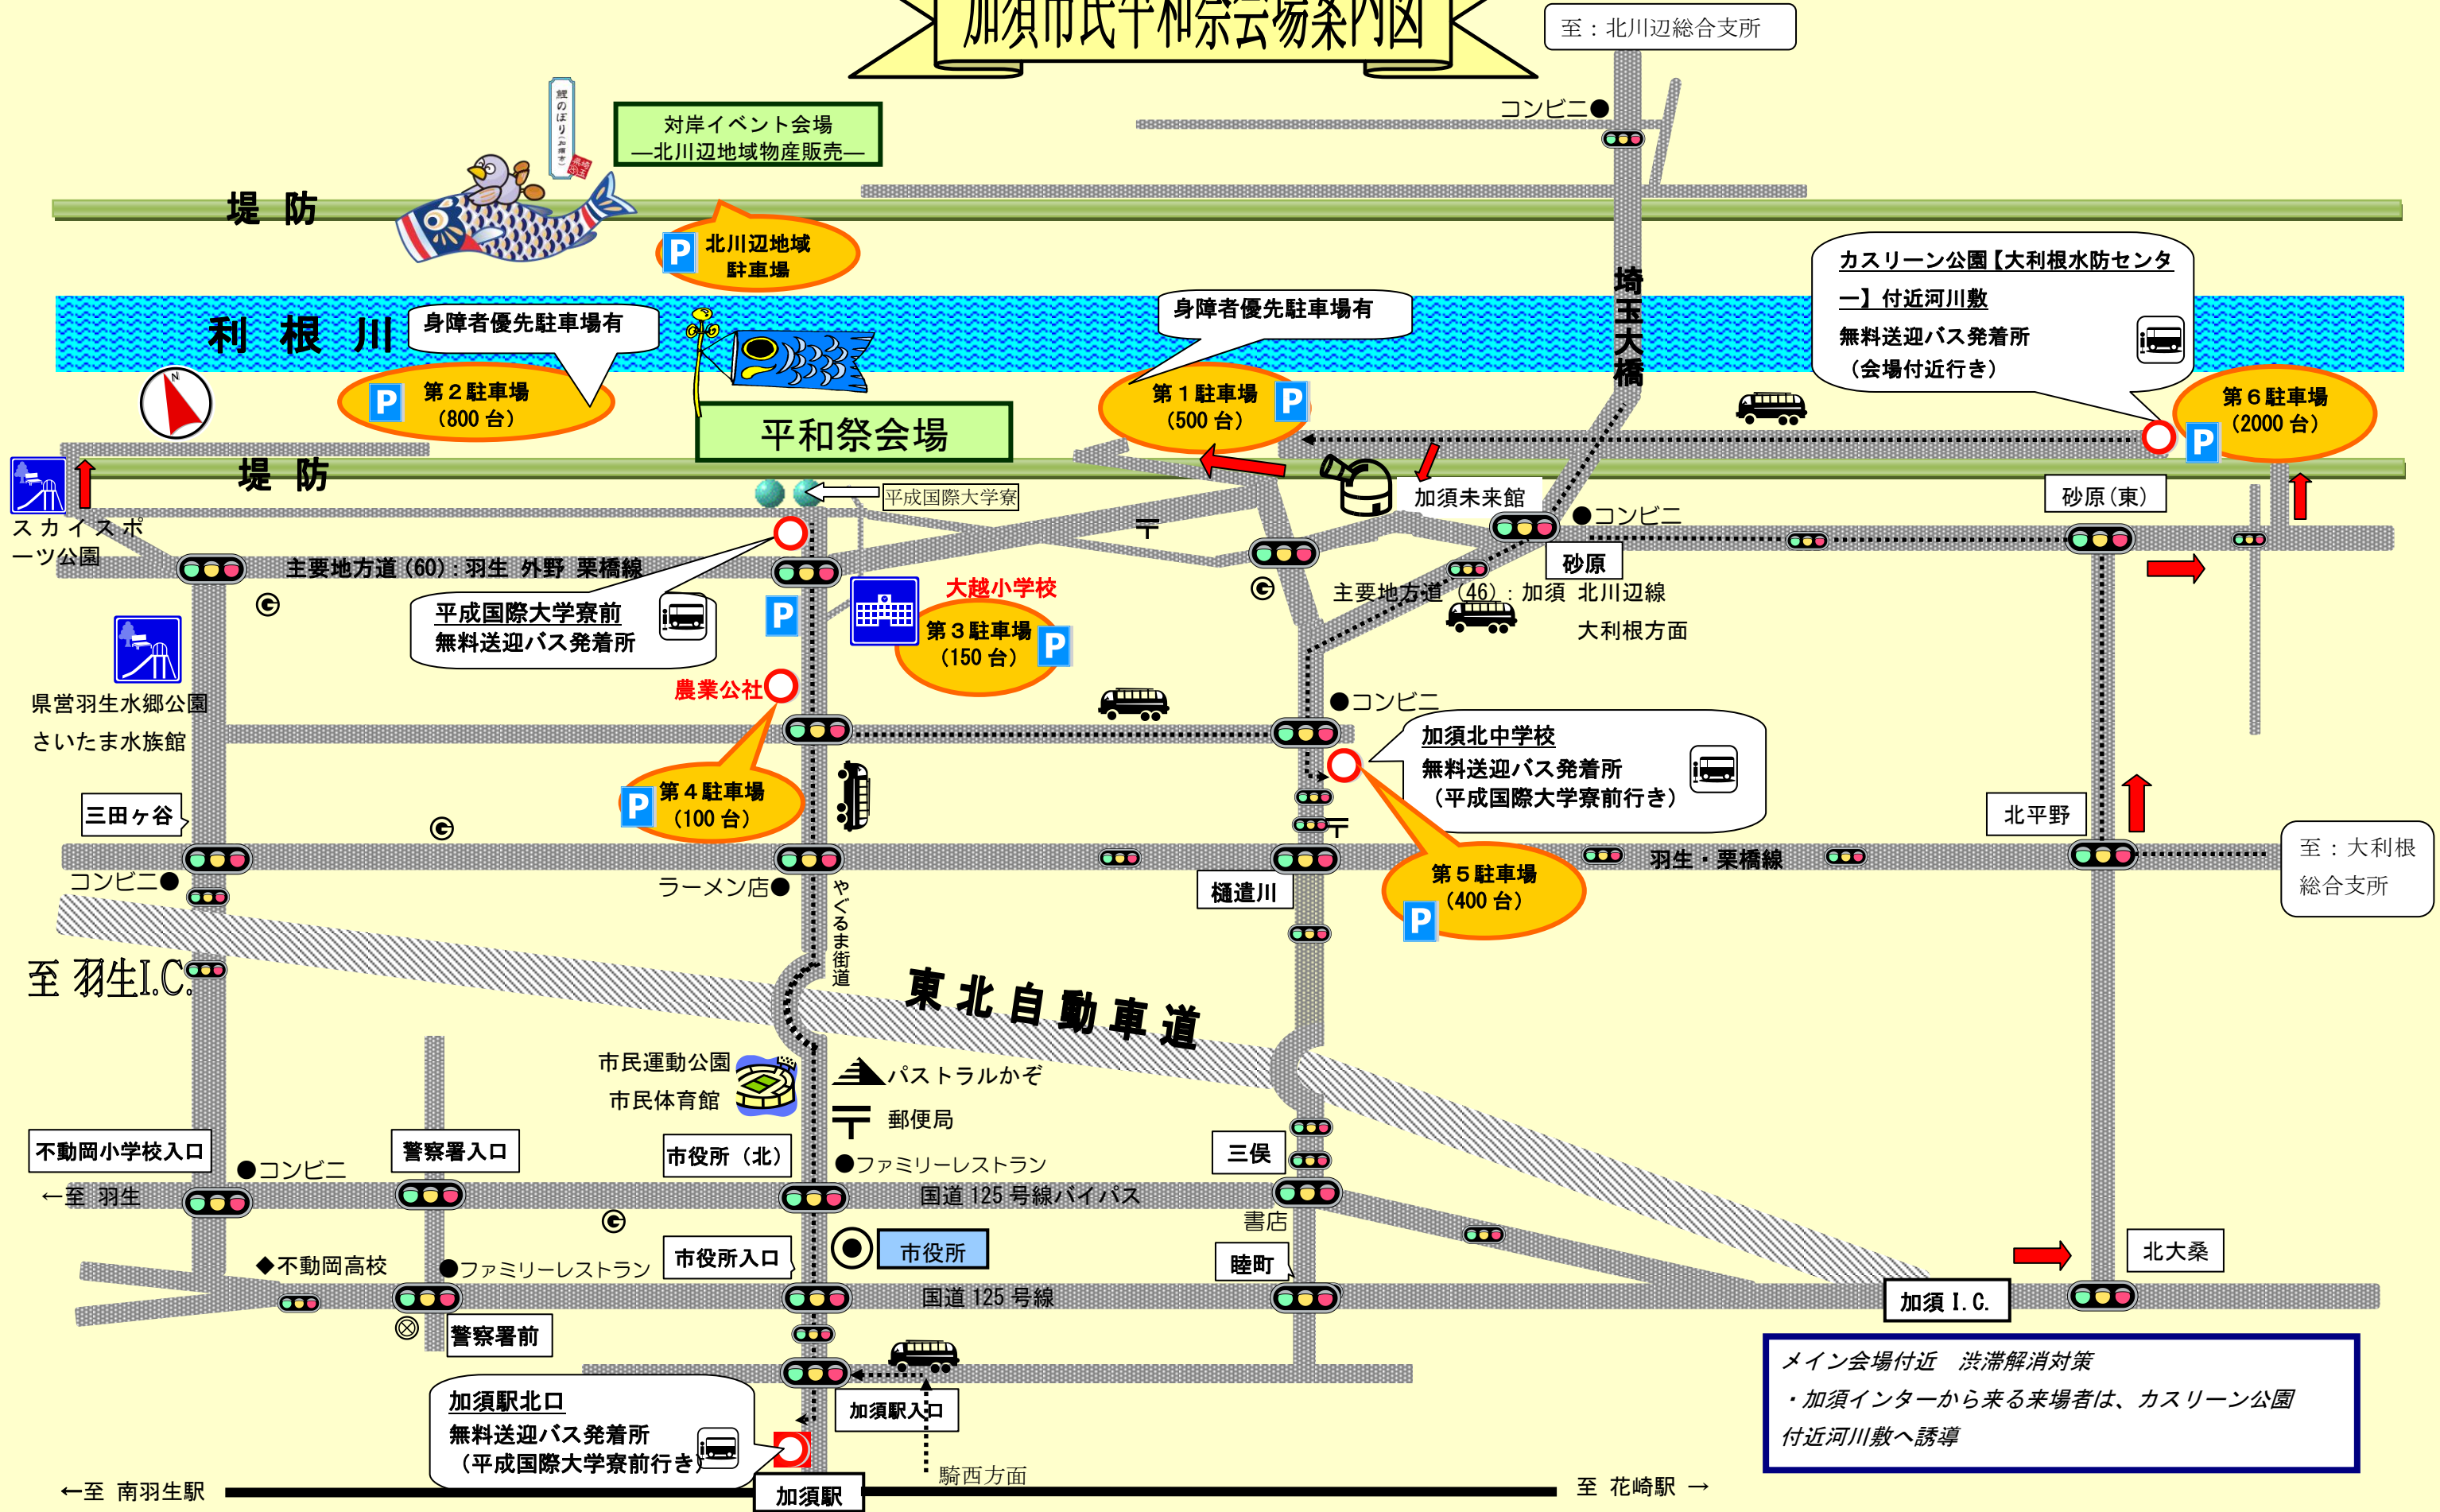 加須市民平和祭会場案内図
至：北川辺総合支所
コンビニ●
鯉のぼり(加須市)
対岸イベント会場
―北川辺地域物産販売―
堤 防
P
北川辺地域
駐車場
埼玉大橋
カスリーン公園【大利根水防センタ
ー】付近河川敷
無料送迎バス発着所
（会場付近行き）
利 根 川
身障者優先駐車場有
身障者優先駐車場有
N
P
第２駐車場
（800 台）
第１駐車場
（500 台）
P
第６駐車場
（2000 台）
P
平和祭会場
堤 防
平成国際大学寮
加須未来館
砂原(東)
スカイスポ
ーツ公園
〒
●コンビニ
砂原
主要地方道(60)：羽生 外野 栗橋線
主要地方道 (46)：加須 北川辺線
大利根方面
平成国際大学寮前
無料送迎バス発着所
P
大越小学校
第３駐車場
（150 台）
P
農業公社
県営羽生水郷公園
さいたま水族館
●コンビニ
加須北中学校
無料送迎バス発着所
（平成国際大学寮前行き）
P
第４駐車場
（100 台）
三田ヶ谷
〒
北平野
至：大利根
総合支所
羽生・栗橋線
コンビニ●
ラーメン店●
やぐるま街道
樋遣川
第５駐車場
（400 台）
P
至 羽生I.C.
東北自動車道
市民運動公園
市民体育館
パストラルかぞ
〒 郵便局
不動岡小学校入口
警察署入口
市役所（北）
三俣
●コンビニ
●ファミリーレストラン
←至 羽生
国道 125 号線バイパス
書店
◆不動岡高校
●ファミリーレストラン
市役所入口
市役所
睦町
北大桑
国道 125 号線
加須 I.C.
警察署前
メイン会場付近　渋滞解消対策
・加須インターから来る来場者は、カスリーン公園
付近河川敷へ誘導
加須駅北口
無料送迎バス発着所
（平成国際大学寮前行き）
加須駅入口
騎西方面
←至 南羽生駅
加須駅
至 花崎駅 →